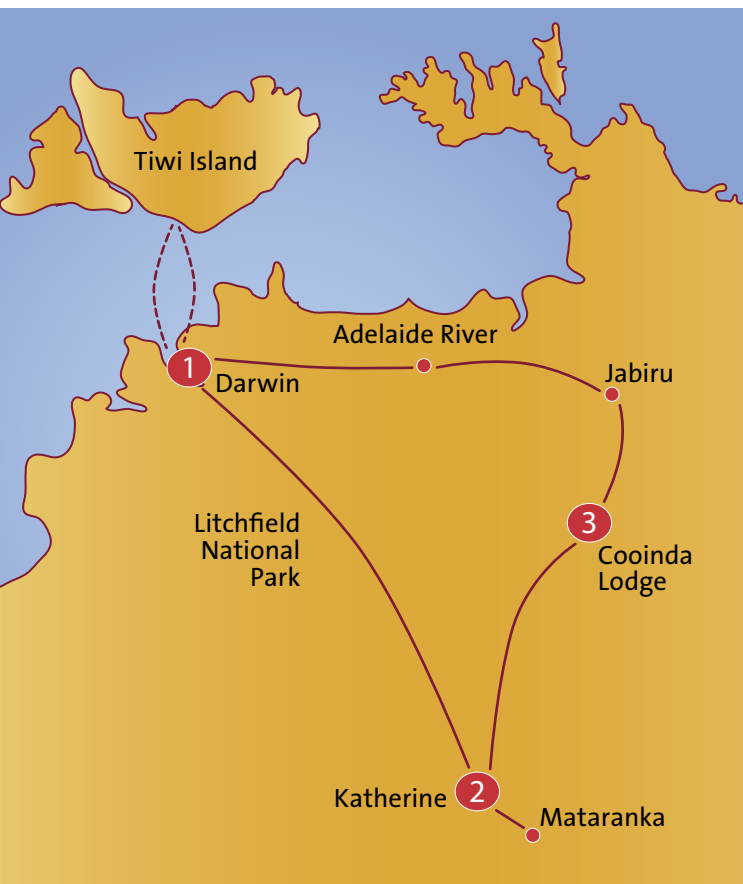 Tiwi Island
Adelaide River
1
Darwin
Jabiru
Litchfield
National
Park
3
Cooinda
Lodge
Katherine
2
Mataranka